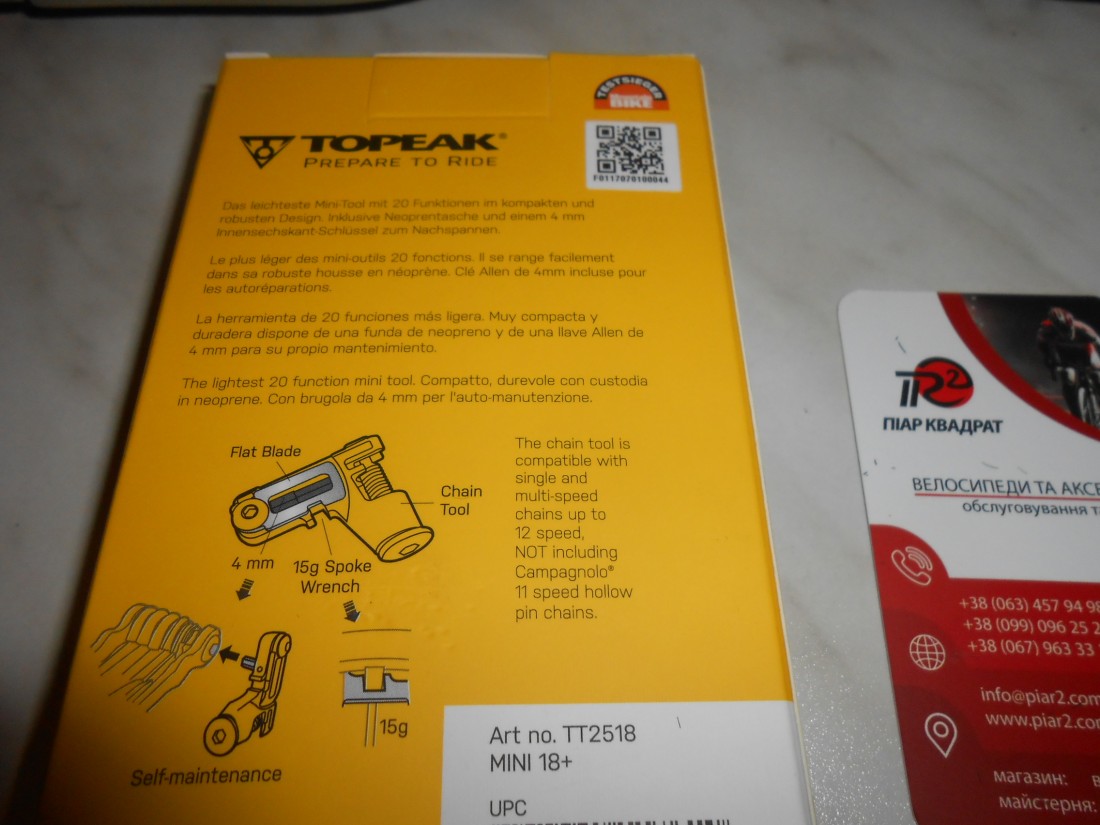 TESTSIEGER
BIKE
TOPEAK®
PREPARE TO RIDE
F0117070100044
Das leichteste Mini-Tool mit 20 Funktionen im kompakten und
robusten Design. Inklusive Neoprentasche und einem 4 mm
Innensechskant-Schlüssel zum Nachspannen.
Le plus léger des mini-outils 20 fonctions. Il se range facilement
dans sa robuste housse en néoprène. Clé Allen de 4mm incluse pour
les autoréparations.
La herramienta de 20 funciones más ligera. Muy compacta y
duradera dispone de una funda de neopreno y de una llave Allen de
4 mm para su propio mantenimiento.
The lightest 20 function mini tool. Compatto, durevole con custodia
in neoprene. Con brugola da 4 mm per l'auto-manutenzione.
Flat Blade
Chain
Tool
4 mm
15g Spoke
Wrench
15g
Self-maintenance
The chain tool is
compatible with
single and
multi-speed
chains up to
12 speed,
NOT including
Campagnolo®
11 speed hollow
pin chains.
Art no. TT2518
MINI 18+
UPC
ПІАР КВАДРАТ
ВЕЛОСИПЕДИ ТА АКСЕ
обслуговування та
+38 (063) 457 94 98
+38 (099) 096 25 2
+38 (067) 963 33
info@piar2.com
www.piar2.co
магазин: в
майстерня: